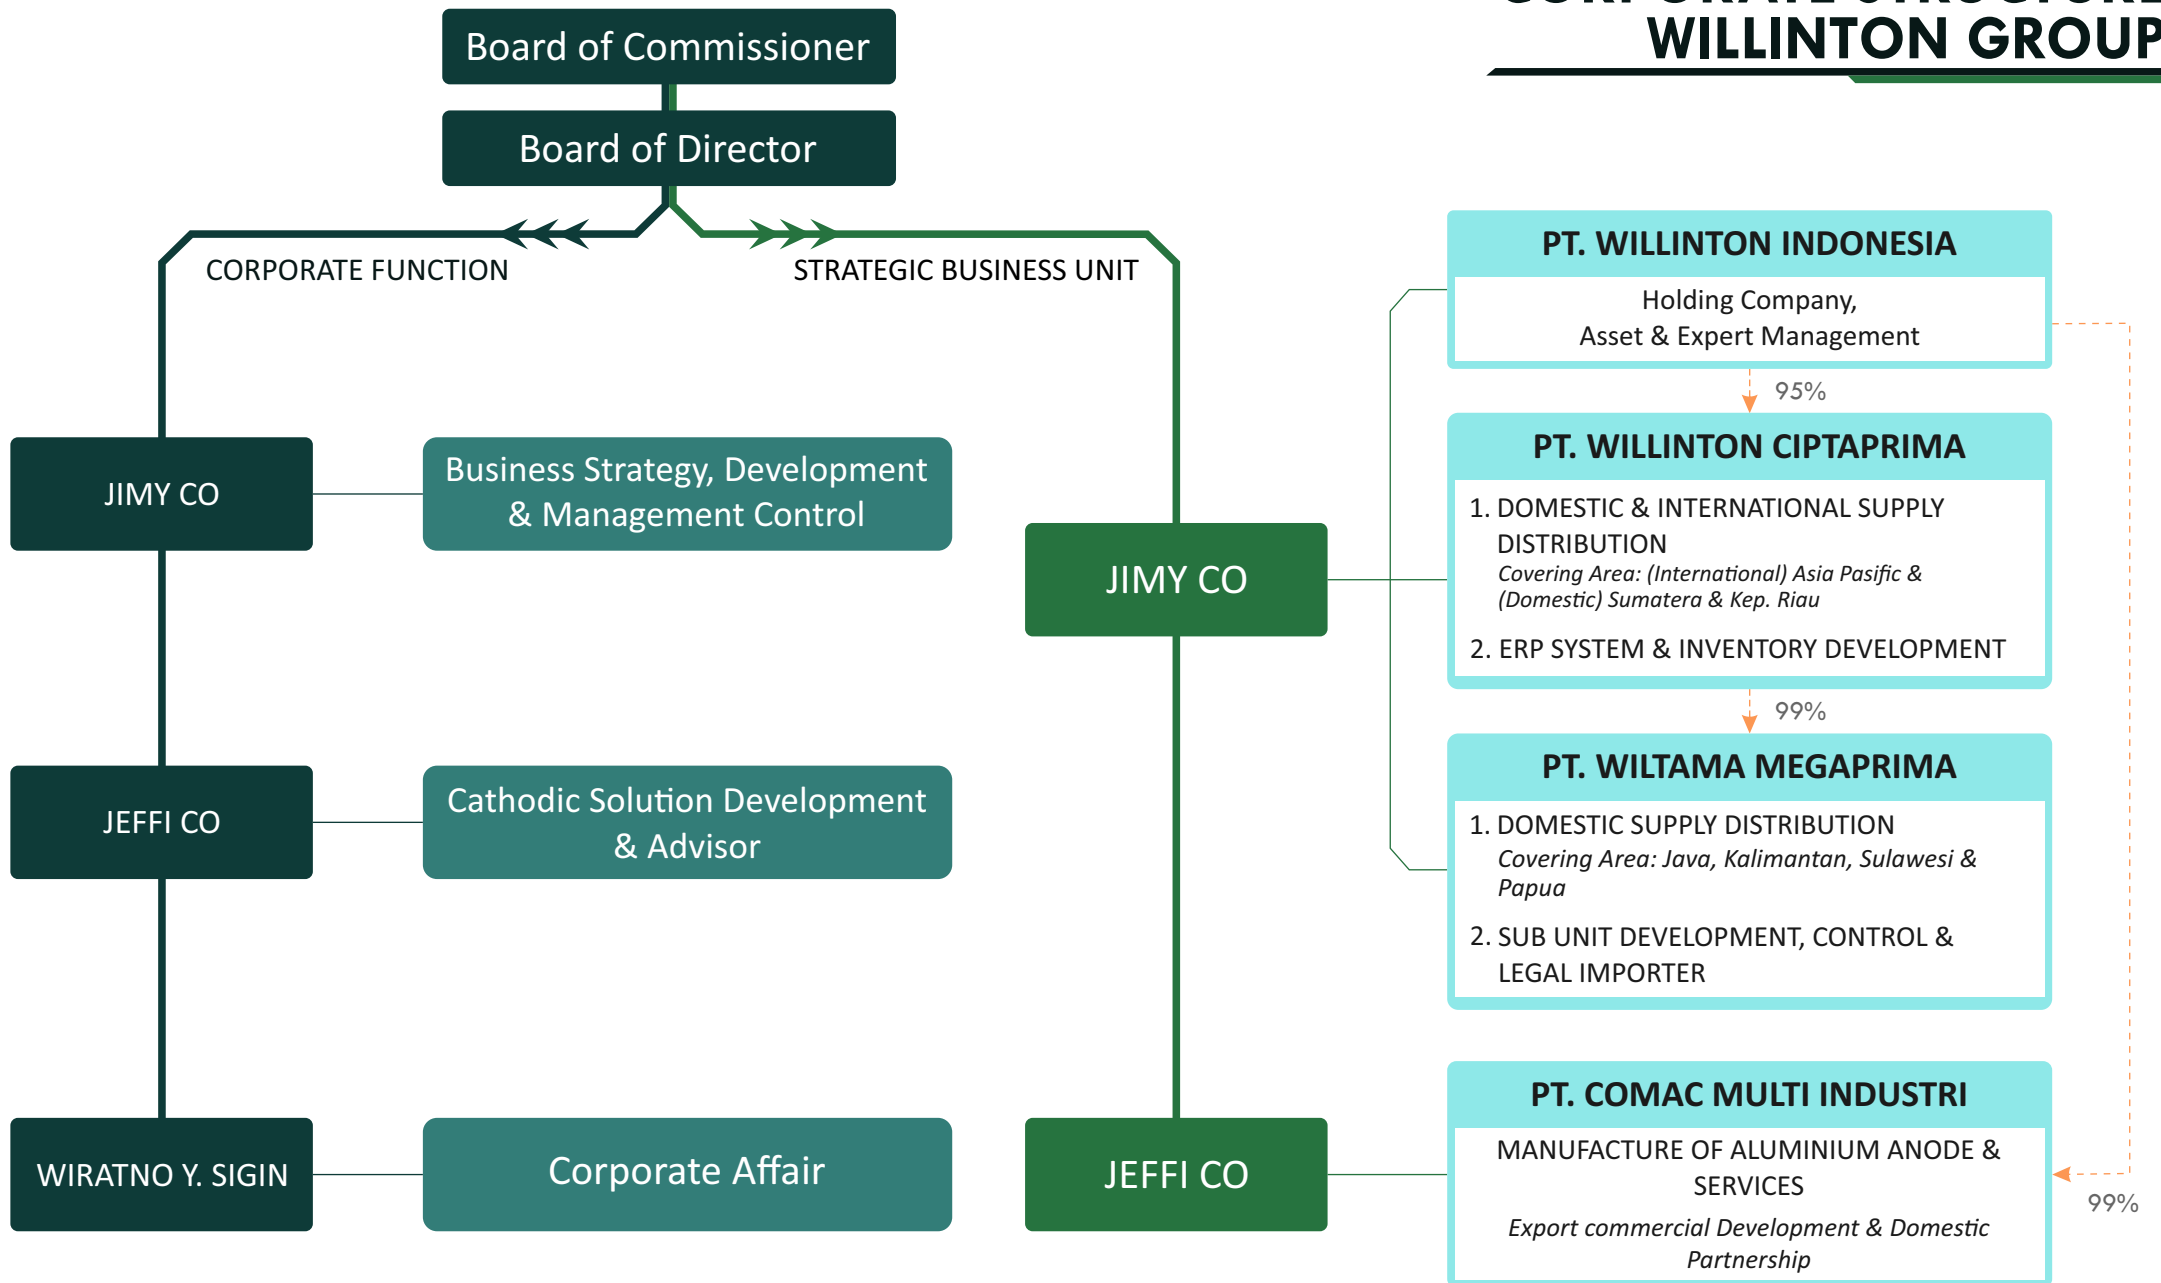 CORPORATE STRUCTURE
WILLINTON GROUP
Board of Commissioner
Board of Director
CORPORATE FUNCTION
STRATEGIC BUSINESS UNIT
JIMY CO
Business Strategy, Development
& Management Control
JEFFI CO
Cathodic Solution Development
& Advisor
WIRATNO Y. SIGIN
Corporate Affair
JIMY CO
JEFFI CO
PT. WILLINTON INDONESIA
Holding Company,
Asset & Expert Management
95%
PT. WILLINTON CIPTAPRIMA
1. DOMESTIC & INTERNATIONAL SUPPLY
DISTRIBUTION
Covering Area: (International) Asia Pasific &
(Domestic) Sumatera & Kep. Riau
2. ERP SYSTEM & INVENTORY DEVELOPMENT
99%
PT. WILTAMA MEGAPRIMA
1. DOMESTIC SUPPLY DISTRIBUTION
Covering Area: Java, Kalimantan, Sulawesi &
Papua
2. SUB UNIT DEVELOPMENT, CONTROL &
LEGAL IMPORTER
PT. COMAC MULTI INDUSTRI
MANUFACTURE OF ALUMINIUM ANODE &
SERVICES
Export commercial Development & Domestic
Partnership
99%